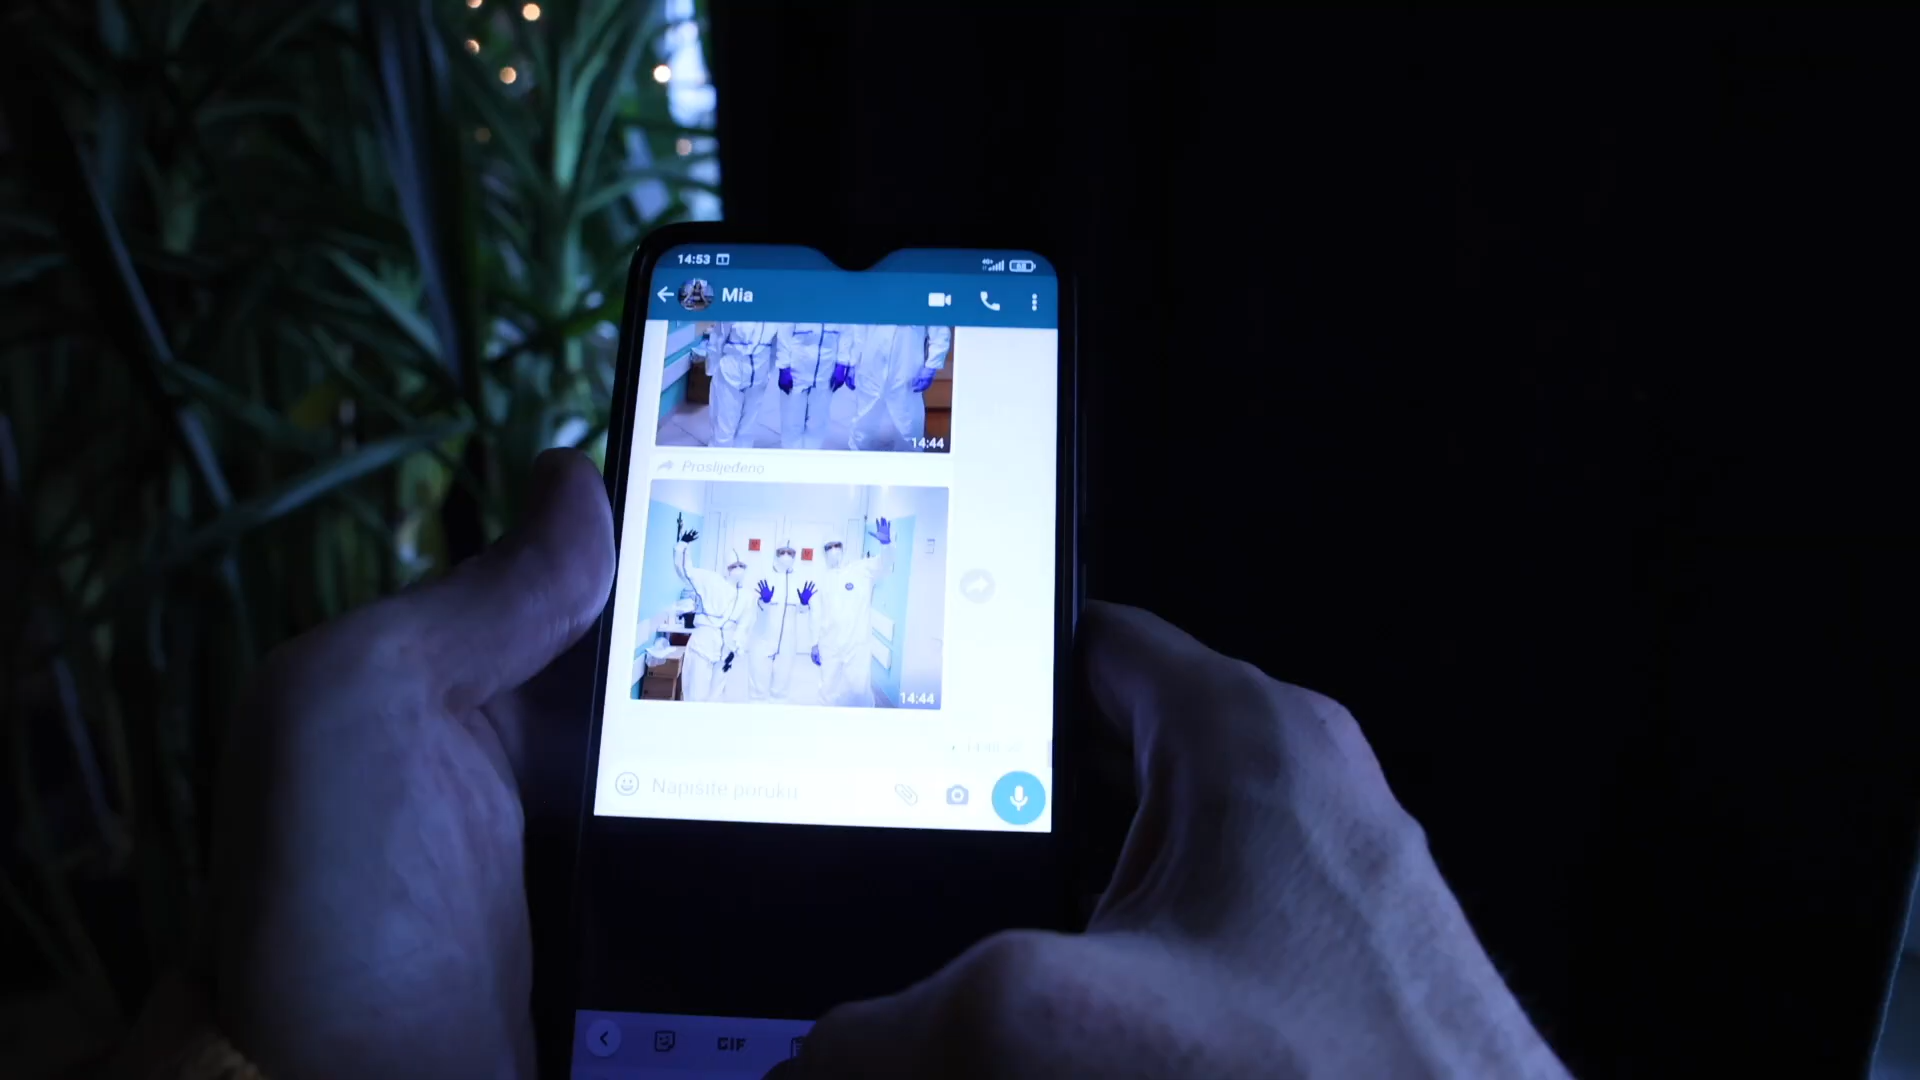 14:53
Mia
14:44
Proslijeđeno
14:44
Napišite poruku
GIF